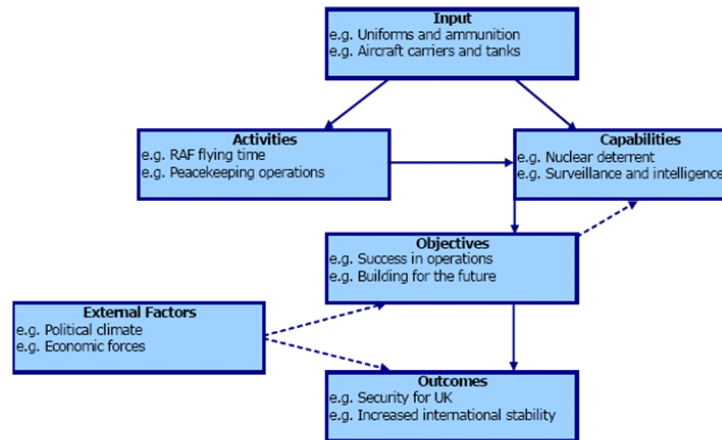 Input
e.g. Uniforms and ammunition
e.g. Aircraft carriers and tanks
Activities
e.g. RAF flying time
e.g. Peacekeeping operations
Capabilities
e.g. Nuclear deterrent
e.g. Surveillance and intelligence
Objectives
e.g. Success in operations
e.g. Building for the future
External Factors
e.g. Political climate
e.g. Economic forces
Outcomes
e.g. Security for UK
e.g. Increased international stability